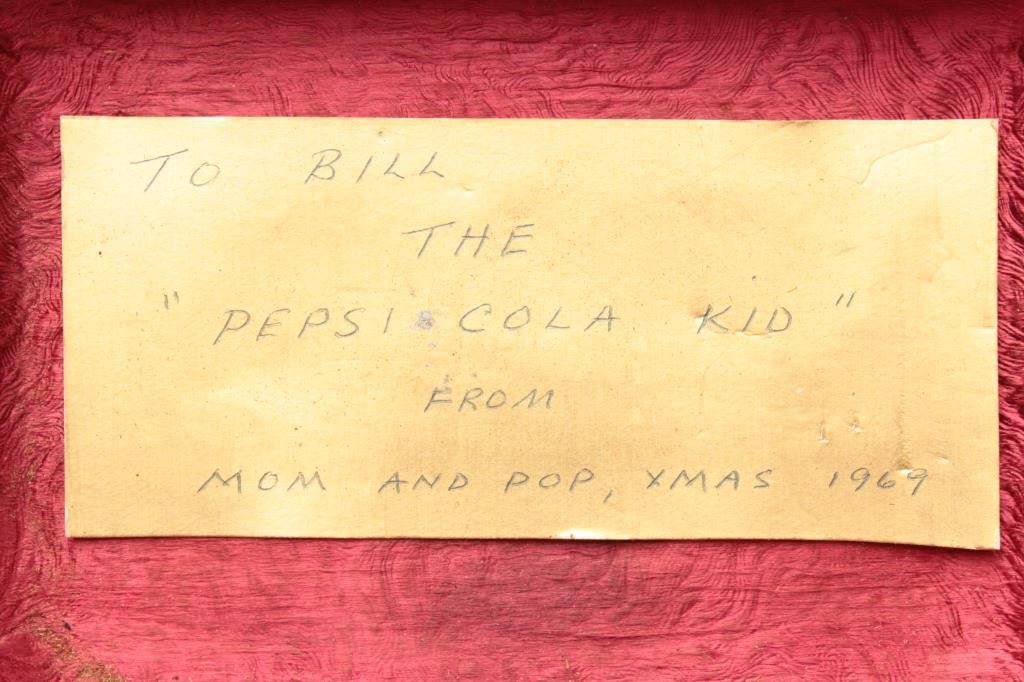 TO BILL
THE
" PEPSI COLA KID "
FROM
MOM AND POP, XMAS 1969